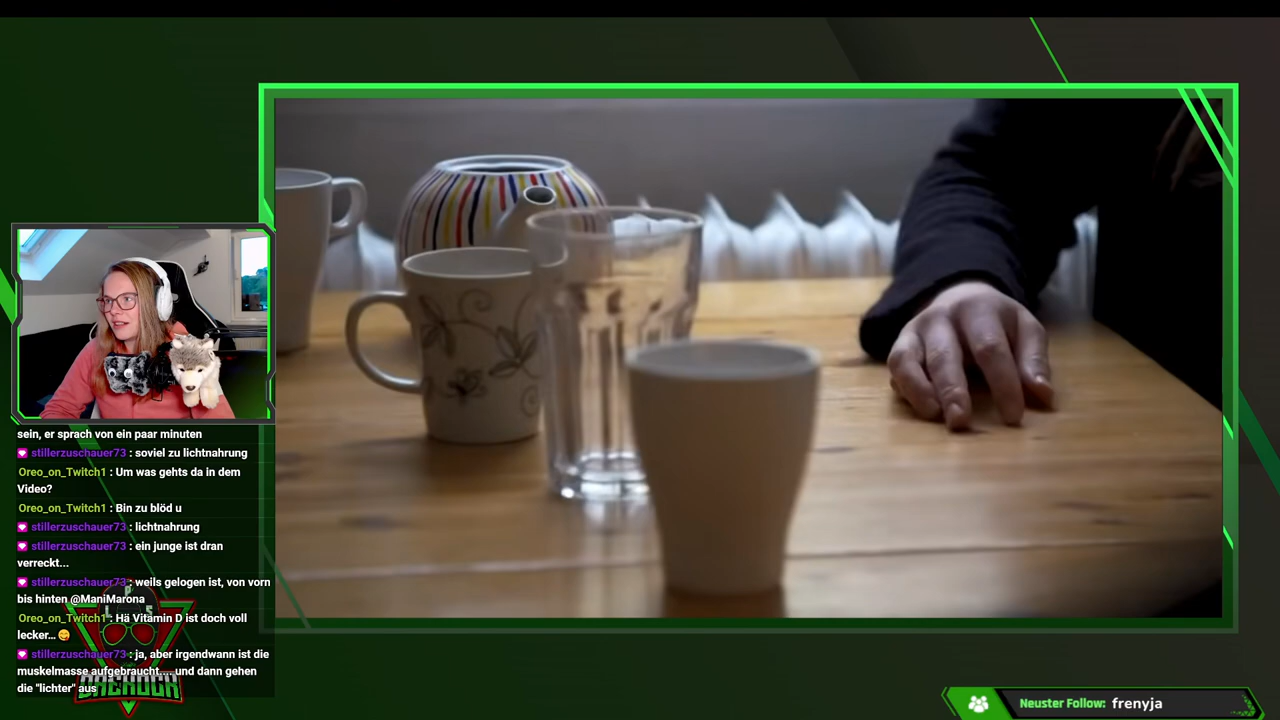 sein, er sprach von ein paar minuten
stillerzuschauer73 : soviel zu lichtnahrung
Oreo_on_Twitch1 : Um was gehts da in dem
Video?
Oreo_on_Twitch1 : Bin zu blöd u
stillerzuschauer73 : lichtnahrung
stillerzuschauer73 : ein junge ist dran
verreckt...
stillerzuschauer73 : weils gelogen ist, von vorn
bis hinten @ManiMarona
Oreo_on_Twitch1 : Hä Vitamin D ist doch voll
lecker... 😋
stillerzuschauer73 : ja, aber irgendwann ist die
muskelmasse aufgebraucht.... und dann gehen
die "lichter" aus
Neuster Follow: frenyja